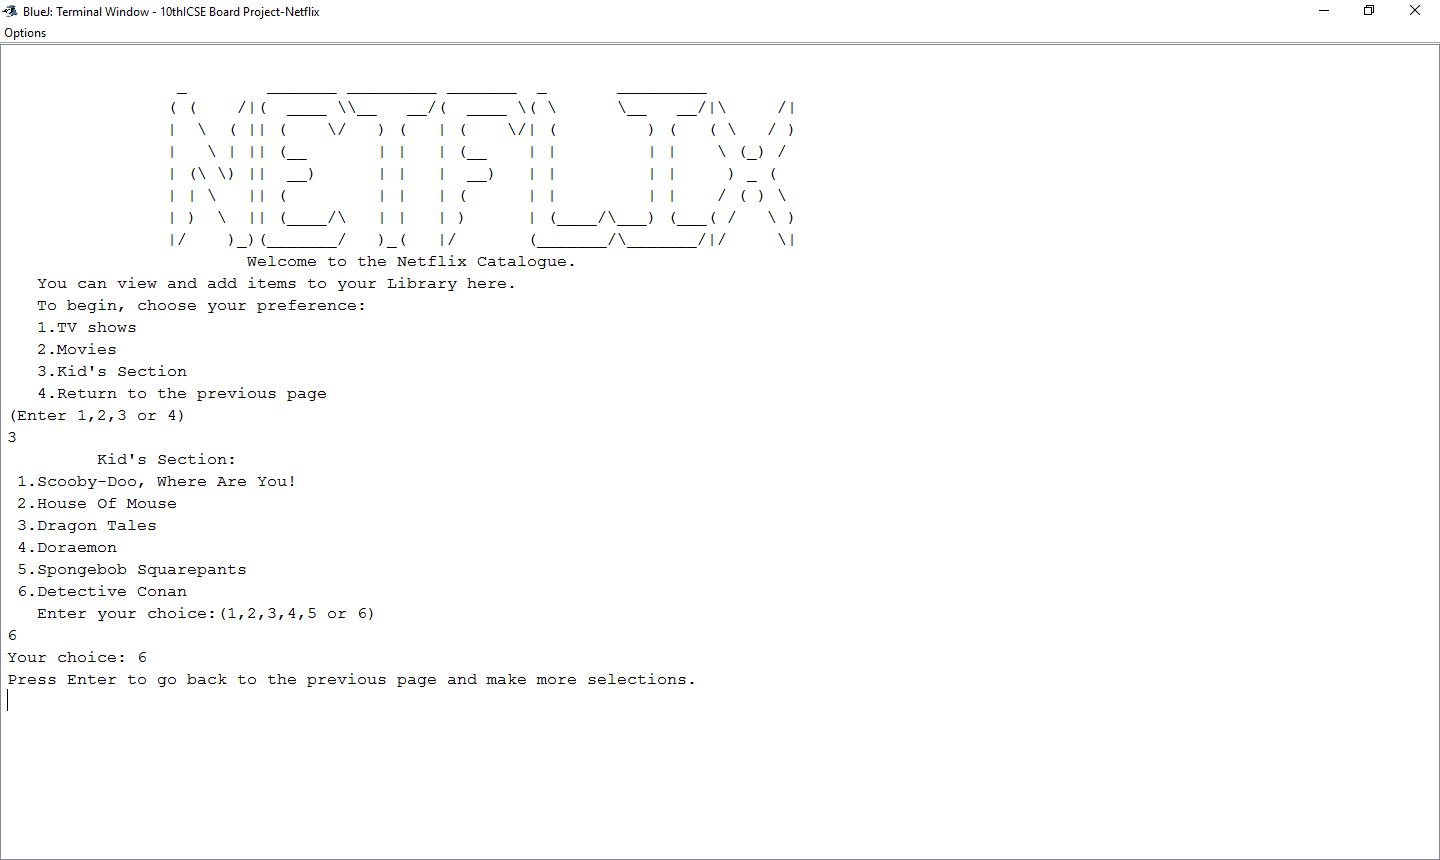 BlueJ: Terminal Window - 10thICSE Board Project-Netflix
Options
NETFLIX
Welcome to the Netflix Catalogue.
You can view and add items to your Library here.
To begin, choose your preference:
1.TV shows
2.Movies
3.Kid's Section
4.Return to the previous page
(Enter 1,2,3 or 4)
3
Kid's Section:
1.Scooby-Doo, Where Are You!
2.House Of Mouse
3.Dragon Tales
4.Doraemon
5.Spongebob Squarepants
6.Detective Conan
Enter your choice:(1,2,3,4,5 or 6)
6
Your choice: 6
Press Enter to go back to the previous page and make more selections.